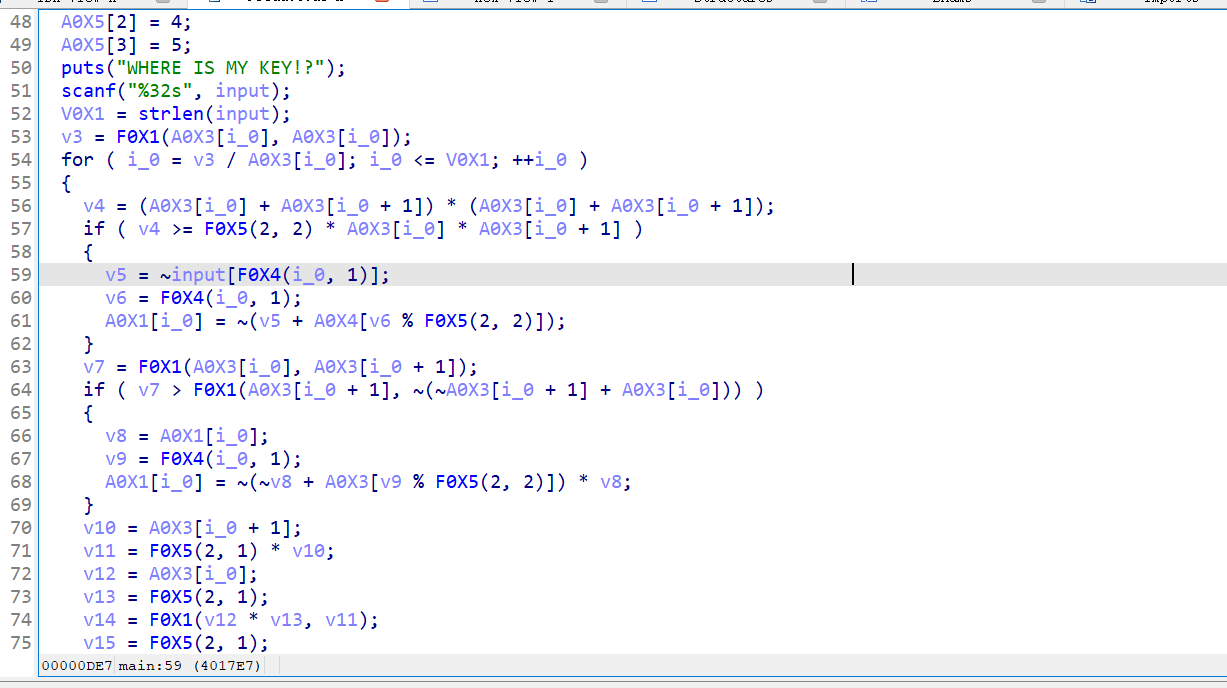 48 A0X5[2] = 4;
49 A0X5[3] = 5;
50 puts("WHERE IS MY KEY!?");
51 scanf("%32s", input);
52 V0X1 = strlen(input);
53 v3 = F0X1(A0X3[i_0], A0X3[i_0]);
54 for ( i_0 = v3 / A0X3[i_0]; i_0 <= V0X1; ++i_0 )
55 {
56 v4 = (A0X3[i_0] + A0X3[i_0 + 1]) * (A0X3[i_0] + A0X3[i_0 + 1]);
57 if ( v4 >= F0X5(2, 2) * A0X3[i_0] * A0X3[i_0 + 1] )
58 {
59 v5 = ~input[F0X4(i_0, 1)];
60 v6 = F0X4(i_0, 1);
61 A0X1[i_0] = ~(v5 + A0X4[v6 % F0X5(2, 2)]);
62 }
63 v7 = F0X1(A0X3[i_0], A0X3[i_0 + 1]);
64 if ( v7 > F0X1(A0X3[i_0 + 1], ~(~A0X3[i_0 + 1] + A0X3[i_0])) )
65 {
66 v8 = A0X1[i_0];
67 v9 = F0X4(i_0, 1);
68 A0X1[i_0] = ~(~v8 + A0X3[v9 % F0X5(2, 2)]) * v8;
69 }
70 v10 = A0X3[i_0 + 1];
71 v11 = F0X5(2, 1) * v10;
72 v12 = A0X3[i_0];
73 v13 = F0X5(2, 1);
74 v14 = F0X1(v12 * v13, v11);
75 v15 = F0X5(2, 1);
00000DE7 main:59 (4017E7)